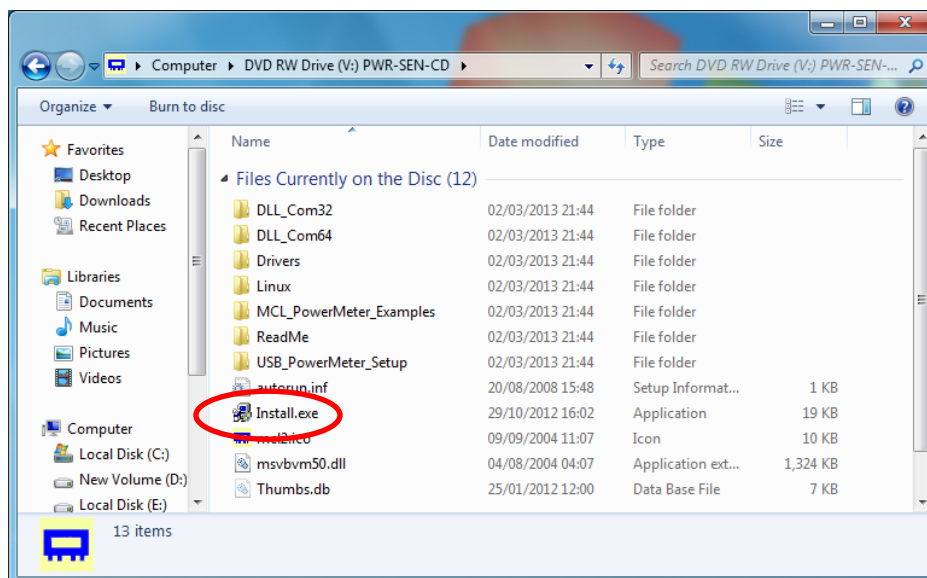 Computer ▸ DVD RW Drive (V:) PWR-SEN-CD ▸ Search DVD RW Drive (V:) PWR-SEN-...
Organize Burn to disc
Name Date modified Type Size
Favorites
Desktop
Downloads
Recent Places
Libraries
Documents
Music
Pictures
Videos
Computer
Local Disk (C:)
New Volume (D:)
Local Disk (E:)
Files Currently on the Disc (12)
DLL_Com32 02/03/2013 21:44 File folder
DLL_Com64 02/03/2013 21:44 File folder
Drivers 02/03/2013 21:44 File folder
Linux 02/03/2013 21:44 File folder
MCL_PowerMeter_Examples 02/03/2013 21:44 File folder
ReadMe 02/03/2013 21:44 File folder
USB_PowerMeter_Setup 02/03/2013 21:44 File folder
autorun.inf 20/08/2008 15:48 Setup Informat... 1 KB
Install.exe 29/10/2012 16:02 Application 19 KB
mcl2.ico 09/09/2004 11:07 Icon 10 KB
msvbvm50.dll 04/08/2004 04:07 Application ext... 1,324 KB
Thumbs.db 25/01/2012 12:00 Data Base File 7 KB
13 items